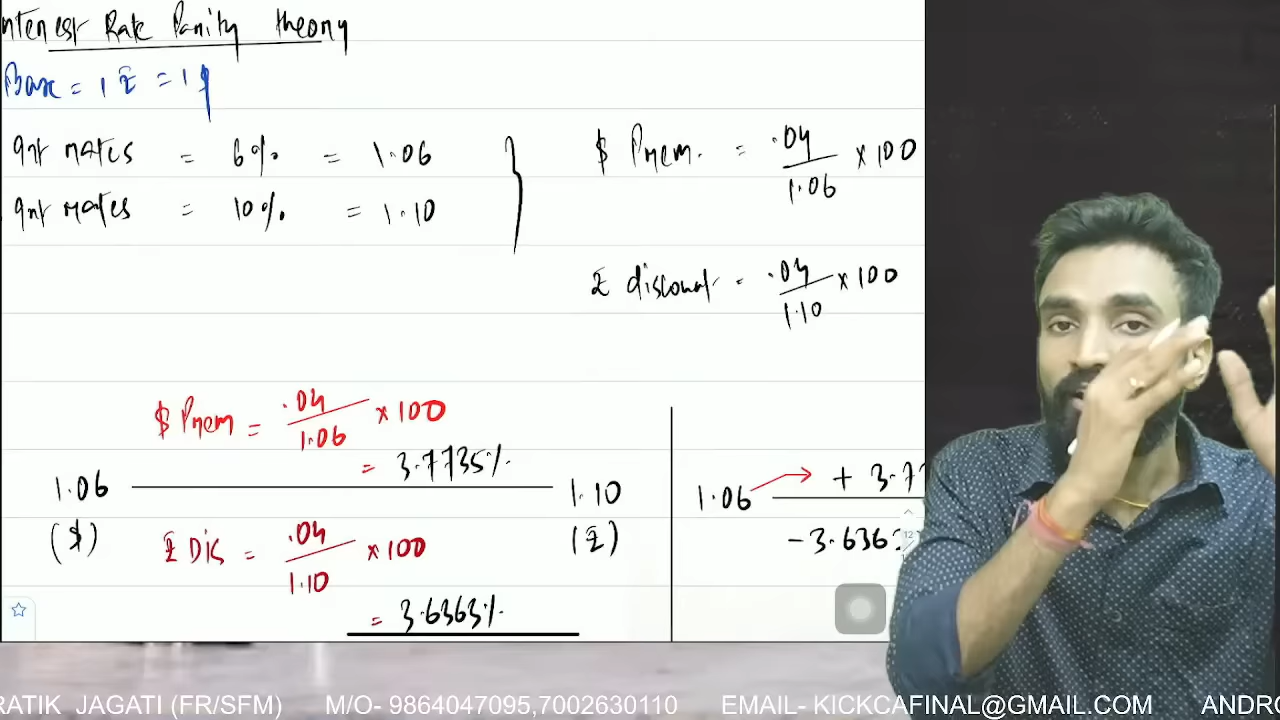 nterest Rate Parity theory
Base = 1 £ = 1 $
Int rates = 6% = 1.06
Int rates = 10% = 1.10
$ Prem. = .04/1.06 × 100
£ discount = .04/1.10 × 100
$ Prem = .04/1.06 × 100
= 3.7735%
1.06 1.10
($) (£)
£ Dis = .04/1.10 × 100
= 3.6363%
1.06 + 3.77
-3.636
12
RATIK JAGATI (FR/SFM) M/O- 9864047095,7002630110 EMAIL- KICKCAFINAL@GMAIL.COM ANDRO